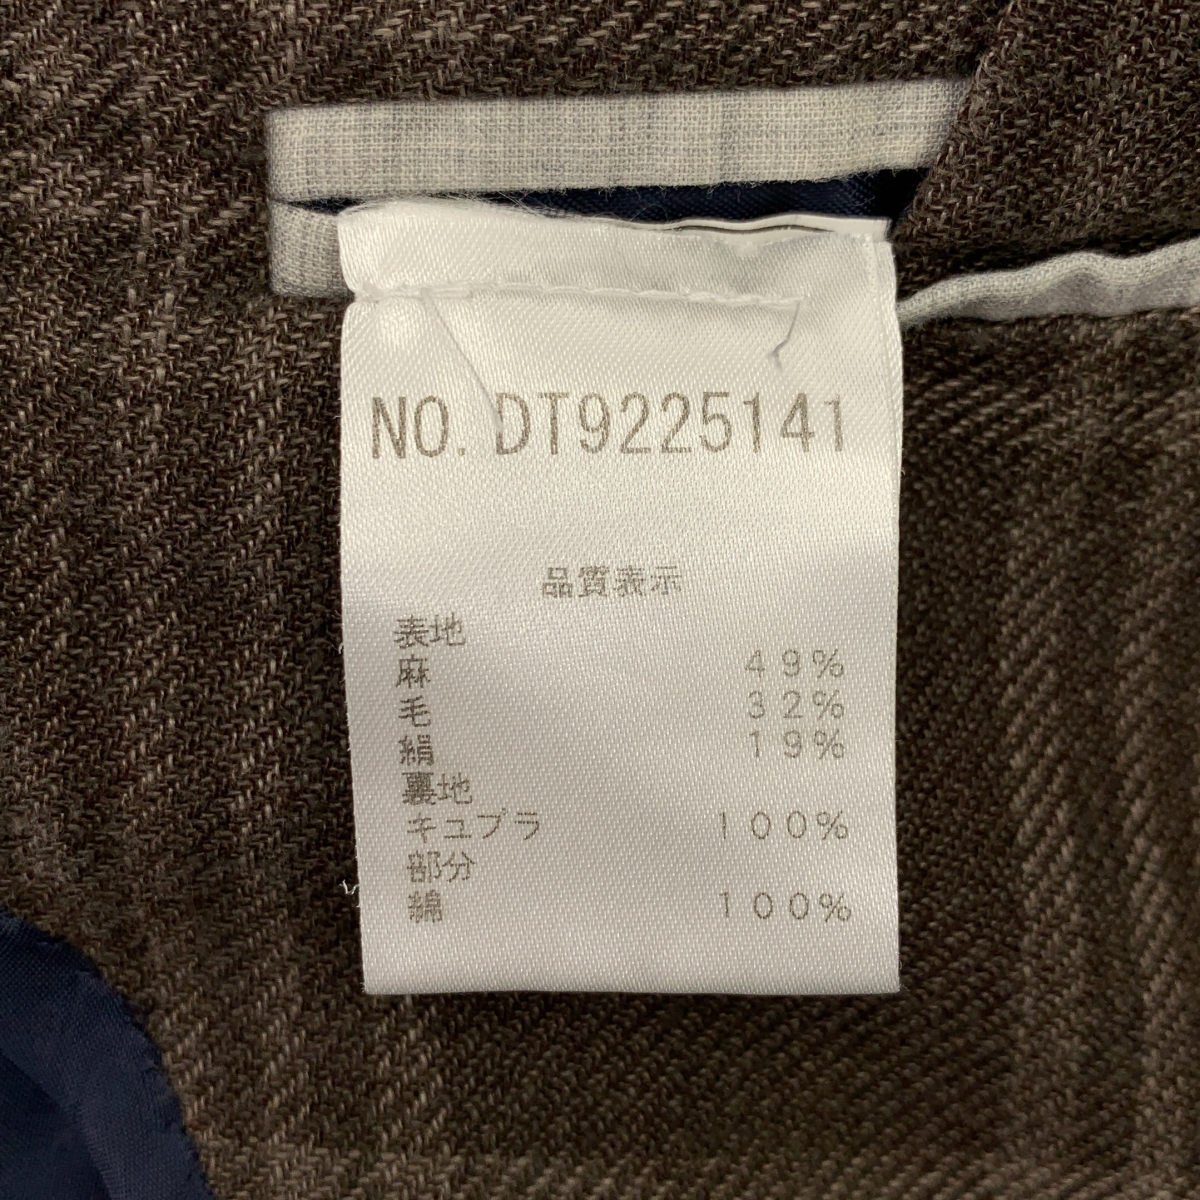 NO. DT9225141
品質表示
表地
麻 49%
毛 32%
絹 19%
裏地
キュプラ 100%
部分
綿 100%